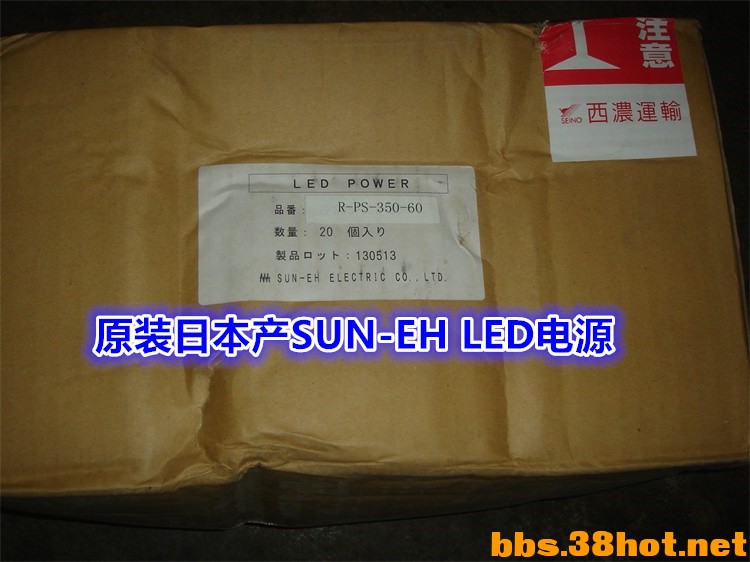 注意
SEINO 西濃運輸
LED POWER
品番： R-PS-350-60
数量： 20 個入り
製品ロット：130513
SUN-EH ELECTRIC CO.,LTD.
原装日本产SUN-EH LED电源
bbs.38hot.net